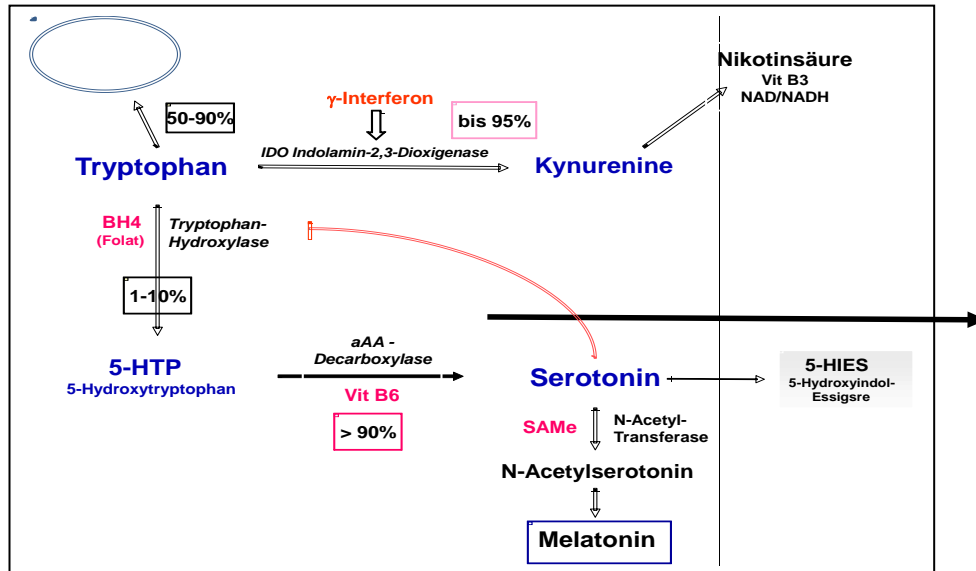 Nikotinsäure
Vit B3
NAD/NADH
γ-Interferon
50-90%
bis 95%
IDO Indolamin-2,3-Dioxigenase
Tryptophan
Kynurenine
BH4
(Folat)
Tryptophan-
Hydroxylase
1-10%
aAA -
Decarboxylase
5-HTP
5-Hydroxytryptophan
Vit B6
> 90%
Serotonin
5-HIES
5-Hydroxyindol-
Essigsre
SAMe
N-Acetyl-
Transferase
N-Acetylserotonin
Melatonin